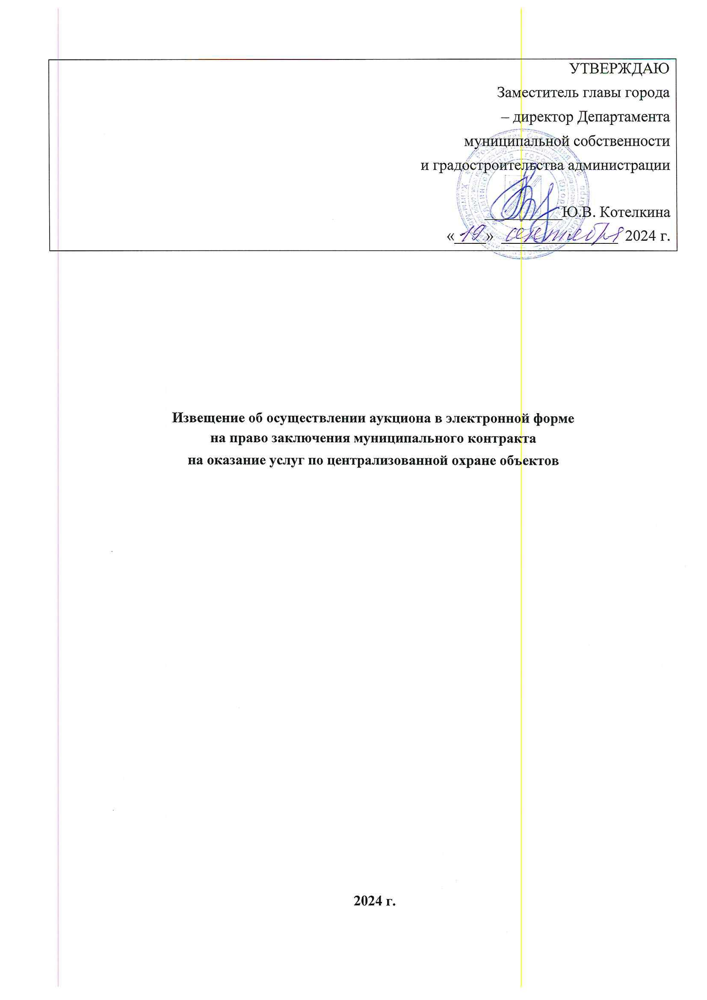 УТВЕРЖДАЮ
Заместитель главы города
– директор Департамента
муниципальной собственности
и градостроительства администрации
Ю.В. Котелкина
«19» сентября 2024 г.
Извещение об осуществлении аукциона в электронной форме
на право заключения муниципального контракта
на оказание услуг по централизованной охране объектов
2024 г.